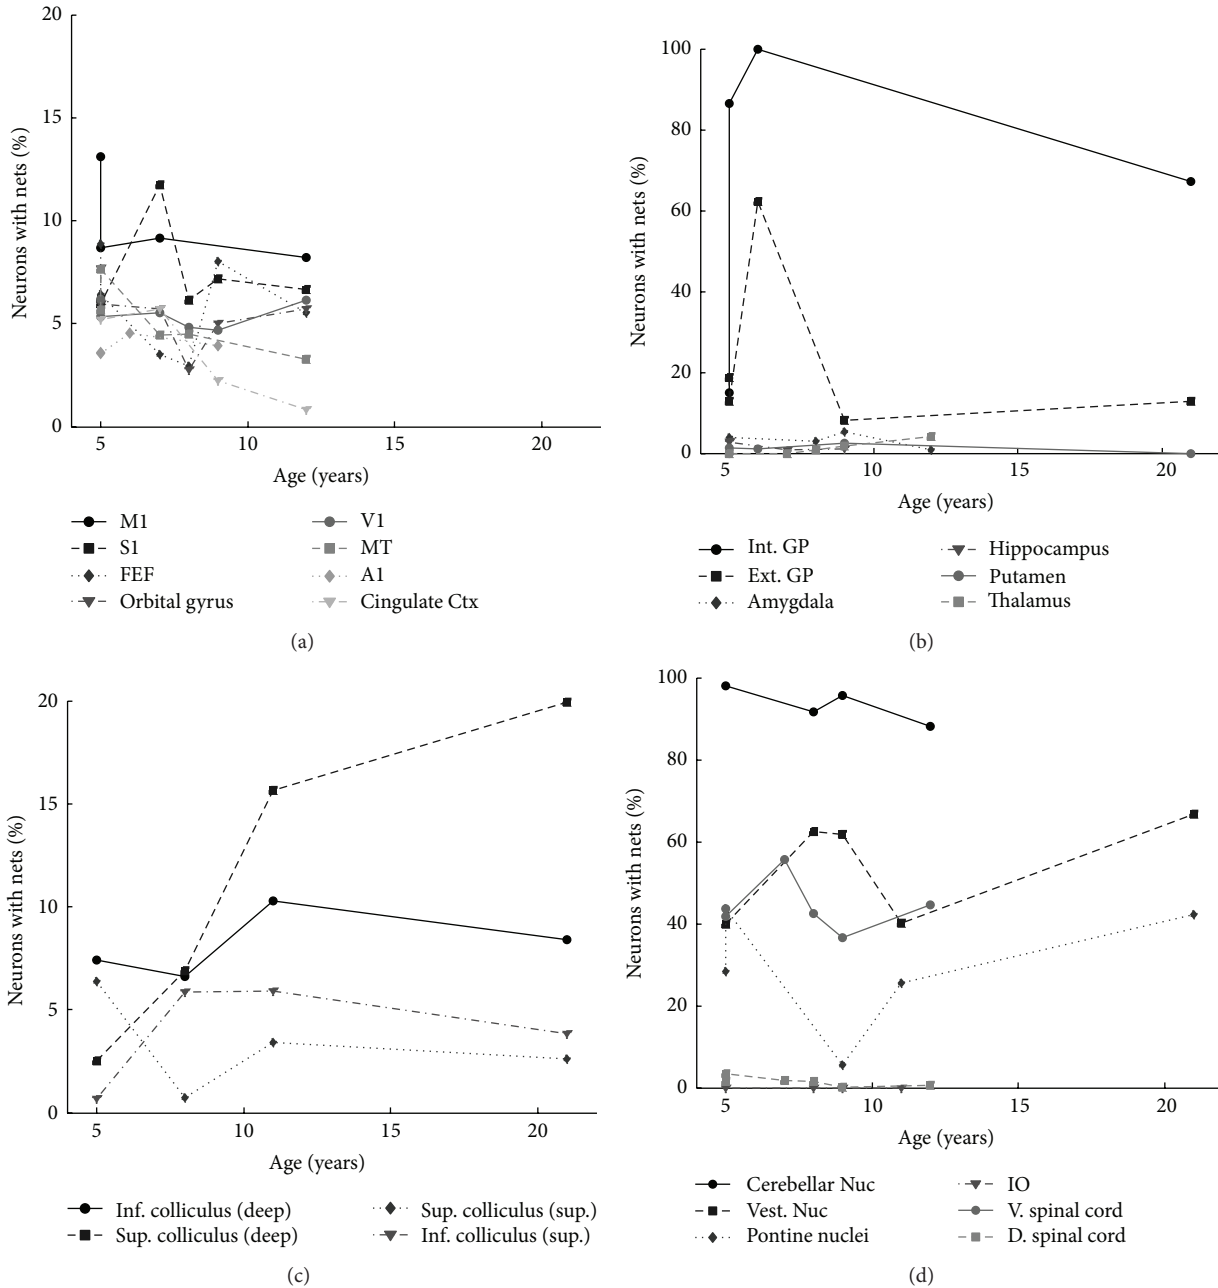 20
15
10
5
0
Neurons with nets (%)
5
10
15
20
Age (years)
M1
S1
FEF
Orbital gyrus
V1
MT
A1
Cingulate Ctx
(a)
100
80
60
40
20
0
Neurons with nets (%)
5
10
15
20
Age (years)
Int. GP
Ext. GP
Amygdala
Hippocampus
Putamen
Thalamus
(b)
20
15
10
5
0
Neurons with nets (%)
5
10
15
20
Age (years)
Inf. colliculus (deep)
Sup. colliculus (deep)
Sup. colliculus (sup.)
Inf. colliculus (sup.)
(c)
100
80
60
40
20
0
Neurons with nets (%)
5
10
15
20
Age (years)
Cerebellar Nuc
Vest. Nuc
Pontine nuclei
IO
V. spinal cord
D. spinal cord
(d)